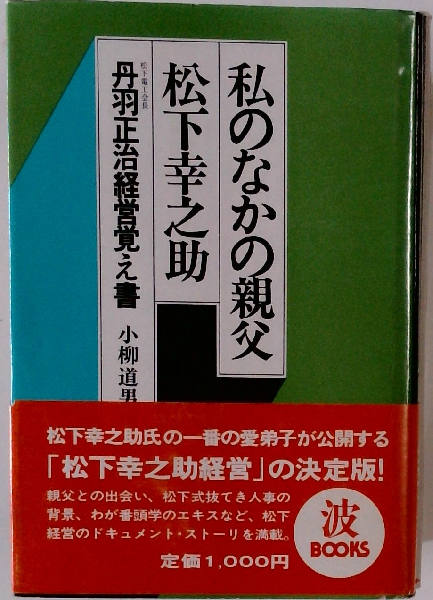 私のなかの親父
松下幸之助
松下電工会長
丹羽正治経営覚え書
小柳道男
松下幸之助氏の一番の愛弟子が公開する
「松下幸之助経営」の決定版!
親父との出会い、松下式抜てき人事の
背景、わが番頭学のエキスなど、松下
経営のドキュメント・ストーリを満載。
定価1,000円
波
BOOKS